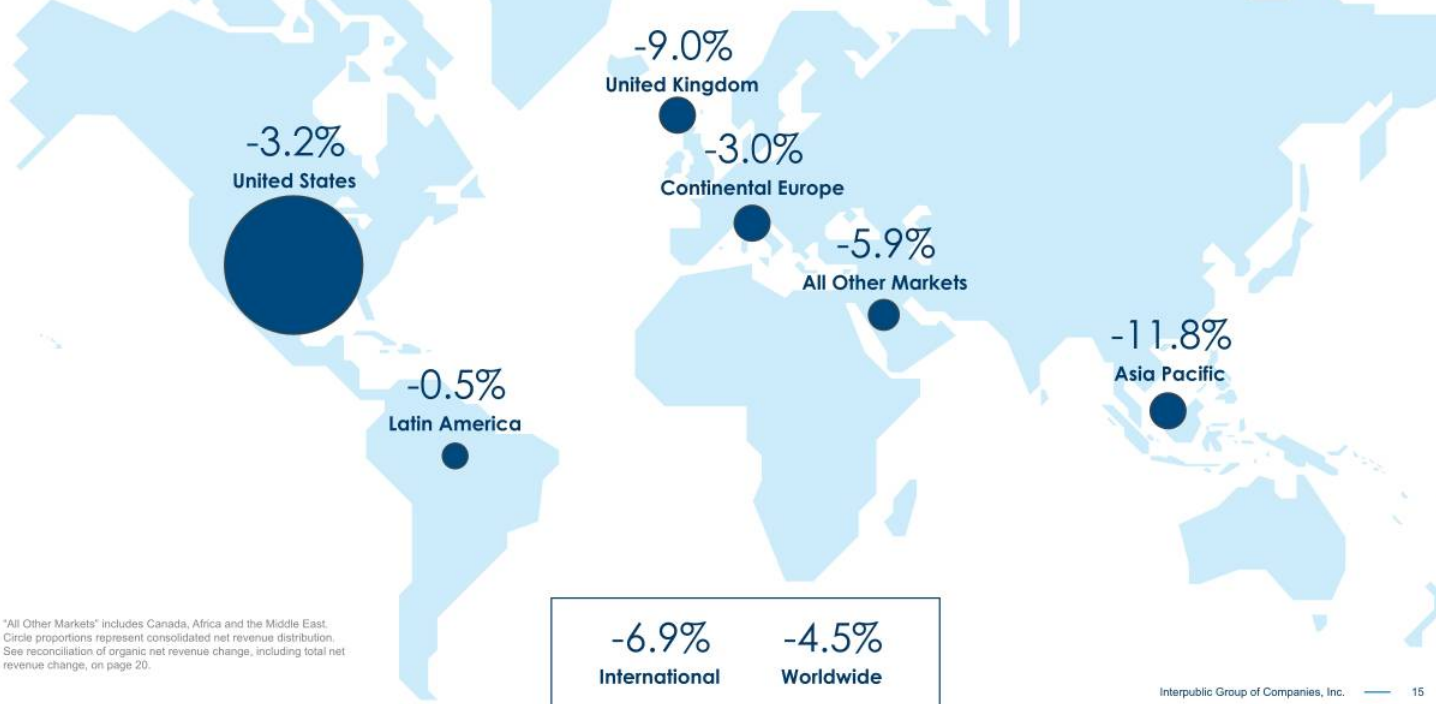 -9.0%
United Kingdom
-3.2%
United States
-3.0%
Continental Europe
-5.9%
All Other Markets
-11.8%
Asia Pacific
-0.5%
Latin America
"All Other Markets" includes Canada, Africa and the Middle East.
Circle proportions represent consolidated net revenue distribution.
See reconciliation of organic net revenue change, including total net
revenue change, on page 20.
-6.9% -4.5%
International Worldwide
Interpublic Group of Companies, Inc. 15